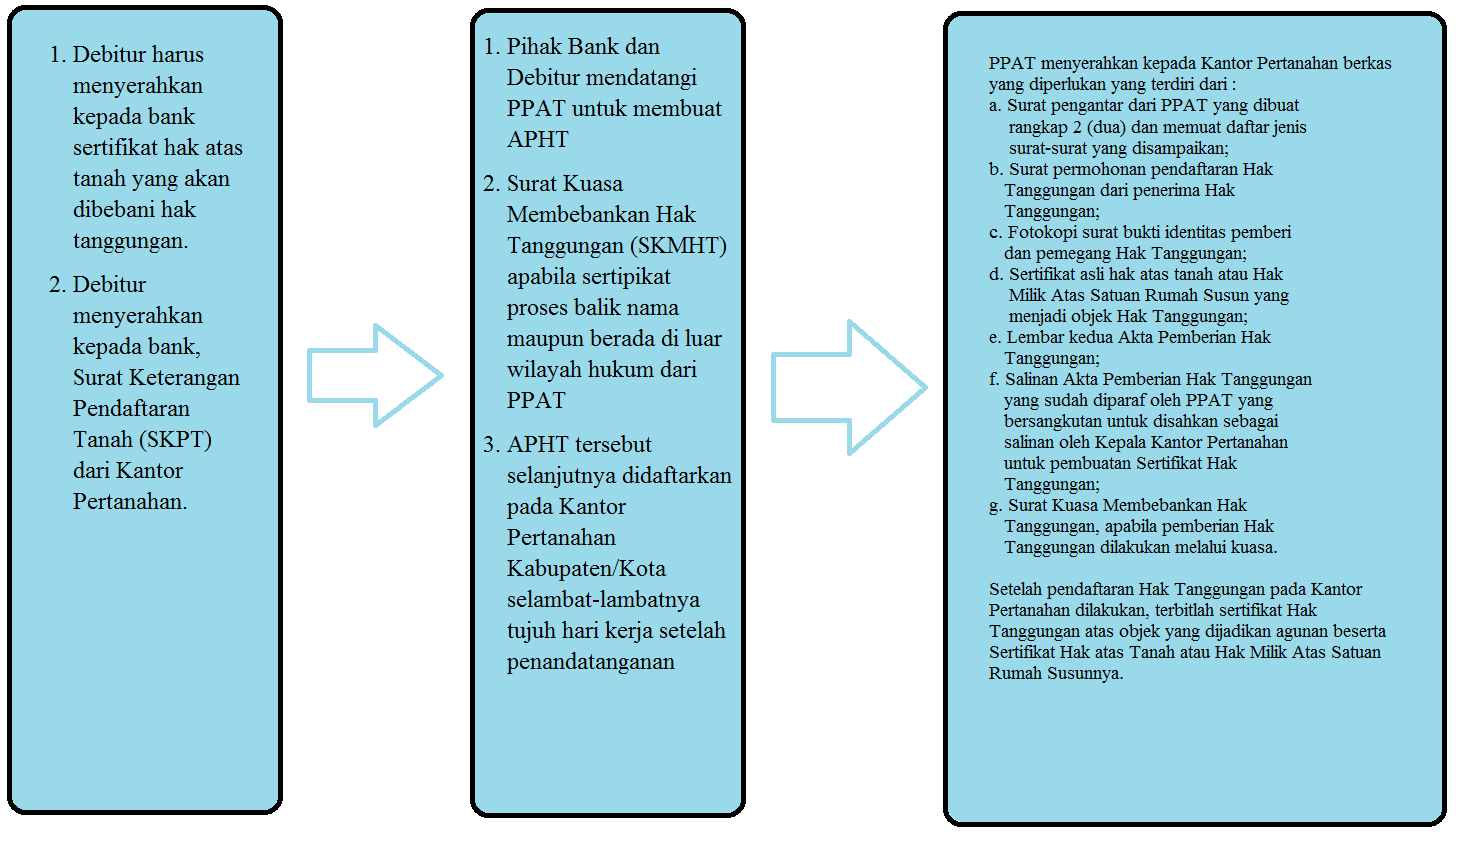 1. Debitur harus
menyerahkan
kepada bank
sertifikat hak atas
tanah yang akan
dibebani hak
tanggungan.
2. Debitur
menyerahkan
kepada bank,
Surat Keterangan
Pendaftaran
Tanah (SKPT)
dari Kantor
Pertanahan.
1. Pihak Bank dan
Debitur mendatangi
PPAT untuk membuat
APHT
2. Surat Kuasa
Membebankan Hak
Tanggungan (SKMHT)
apabila sertipikat
proses balik nama
maupun berada di luar
wilayah hukum dari
PPAT
3. APHT tersebut
selanjutnya didaftarkan
pada Kantor
Pertanahan
Kabupaten/Kota
selambat-lambatnya
tujuh hari kerja setelah
penandatanganan
PPAT menyerahkan kepada Kantor Pertanahan berkas
yang diperlukan yang terdiri dari :
a. Surat pengantar dari PPAT yang dibuat
rangkap 2 (dua) dan memuat daftar jenis
surat-surat yang disampaikan;
b. Surat permohonan pendaftaran Hak
Tanggungan dari penerima Hak
Tanggungan;
c. Fotokopi surat bukti identitas pemberi
dan pemegang Hak Tanggungan;
d. Sertifikat asli hak atas tanah atau Hak
Milik Atas Satuan Rumah Susun yang
menjadi objek Hak Tanggungan;
e. Lembar kedua Akta Pemberian Hak
Tanggungan;
f. Salinan Akta Pemberian Hak Tanggungan
yang sudah diparaf oleh PPAT yang
bersangkutan untuk disahkan sebagai
salinan oleh Kepala Kantor Pertanahan
untuk pembuatan Sertifikat Hak
Tanggungan;
g. Surat Kuasa Membebankan Hak
Tanggungan, apabila pemberian Hak
Tanggungan dilakukan melalui kuasa.
Setelah pendaftaran Hak Tanggungan pada Kantor
Pertanahan dilakukan, terbitlah sertifikat Hak
Tanggungan atas objek yang dijadikan agunan beserta
Sertifikat Hak atas Tanah atau Hak Milik Atas Satuan
Rumah Susunnya.